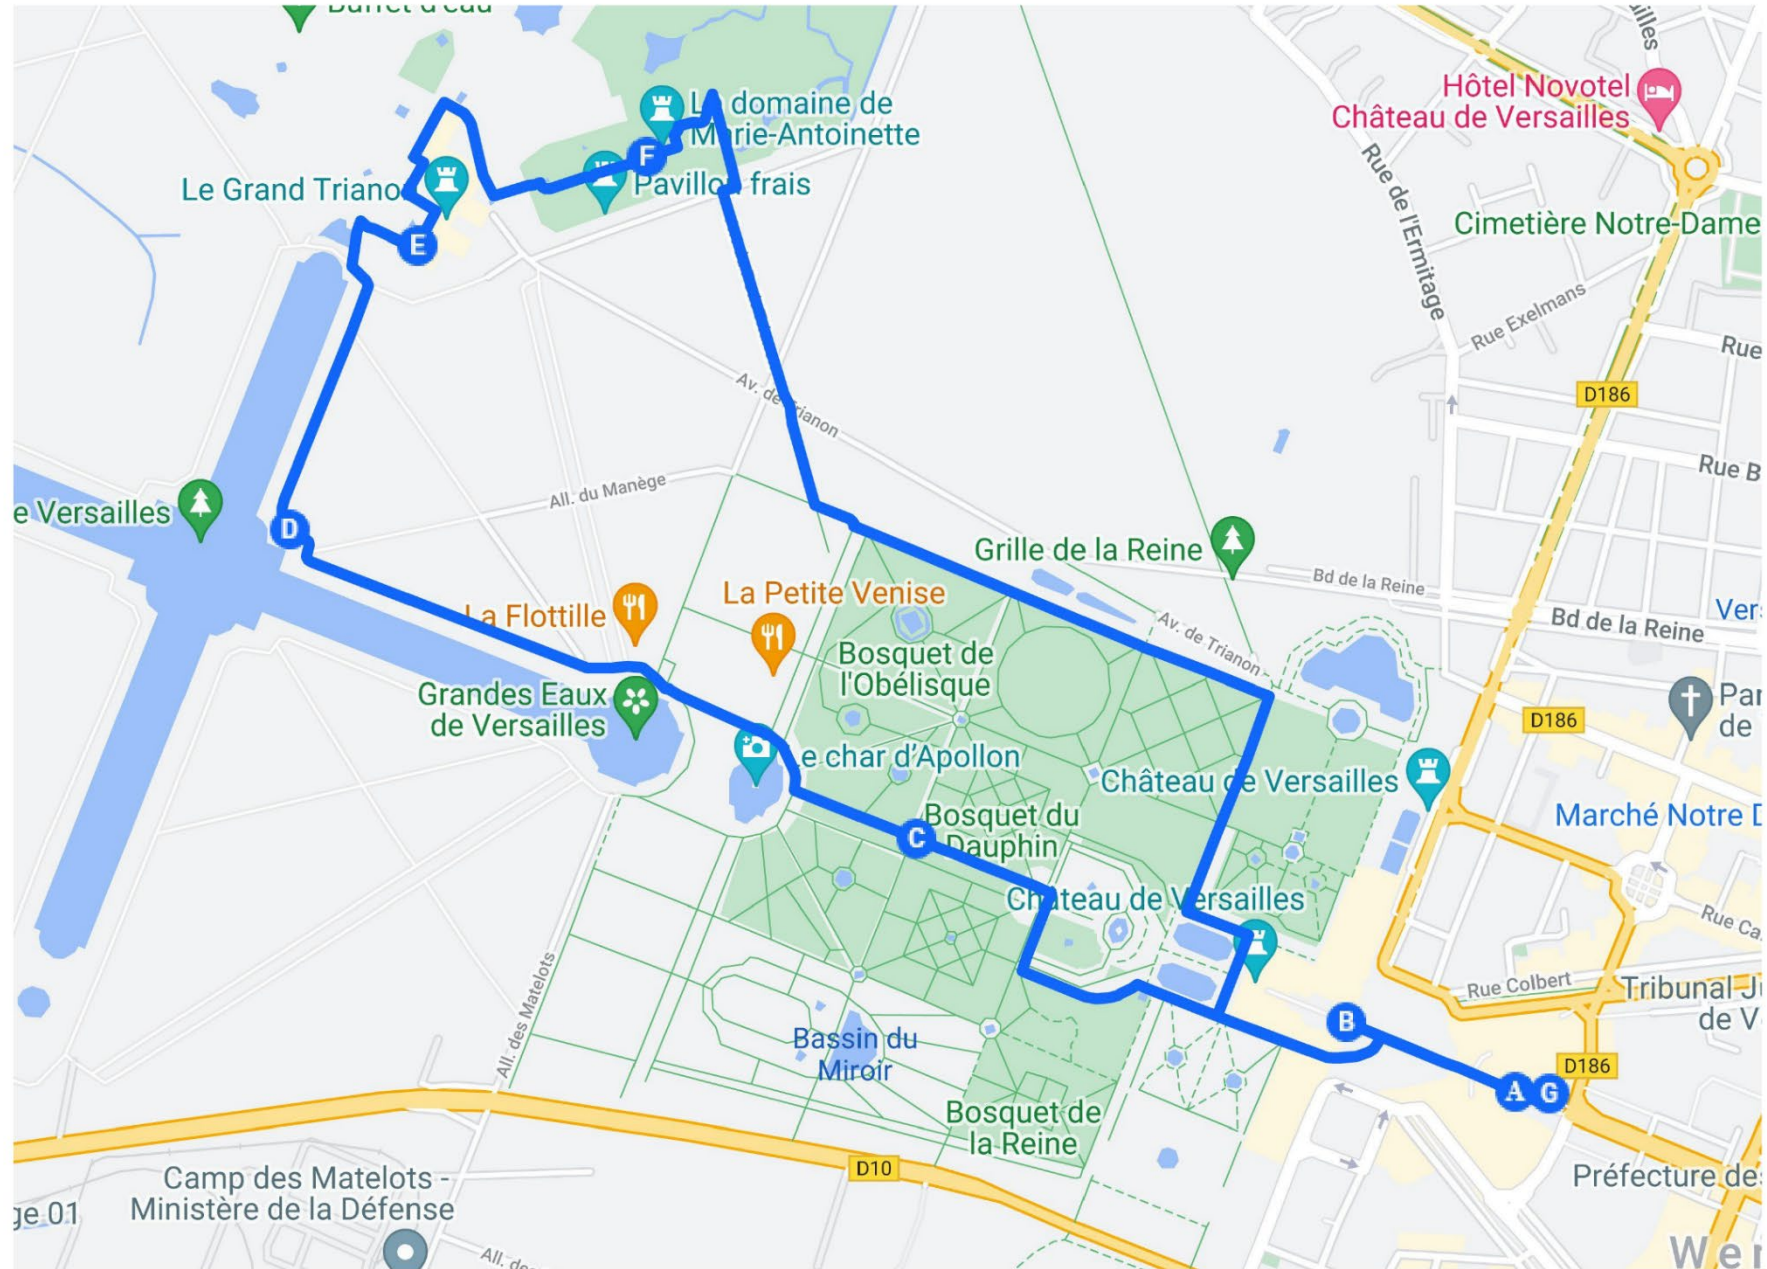 Buffet d'eau
Hôtel Novotel
Château de Versailles
Le domaine de
Marie-Antoinette
F
Pavillon frais
Le Grand Trianon
E
Rue de l'Ermitage
Cimetière Notre-Dame
Rue Exelmans
Rue
D186
Av. de Trianon
Rue B
All. du Manège
e Versailles
D
Grille de la Reine
Bd de la Reine
Bd de la Reine
La Petite Venise
La Flottille
Av. de Trianon
Bosquet de
l'Obélisque
Grandes Eaux
de Versailles
D186
Par
de
Le char d'Apollon
Château de Versailles
Marché Notre D
C
Bosquet du
Dauphin
Château de Versailles
Rue Ca
Rue Colbert
Tribunal Ju
de V
All. des Matelots
B
Bassin du
Miroir
D186
A
G
Bosquet de
la Reine
D10
Camp des Matelots -
Ministère de la Défense
ge 01
Préfecture des
All. des
Wer